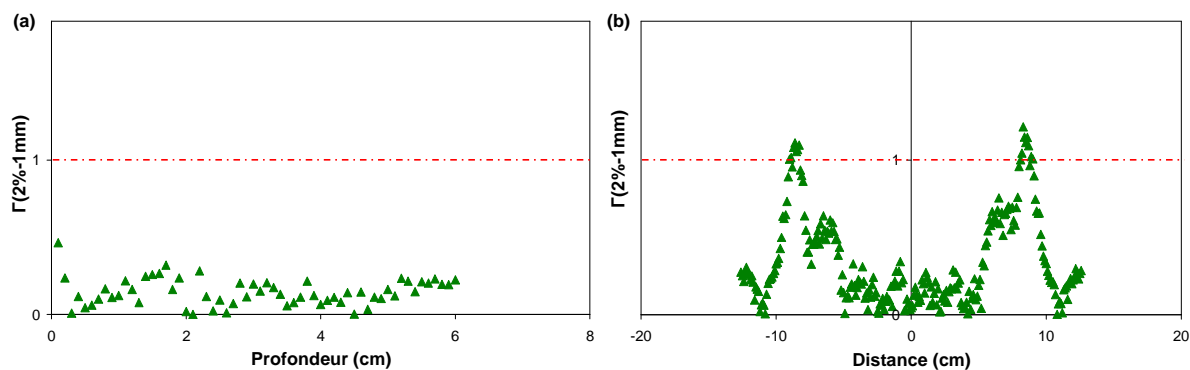 (a)
Γ(2%-1mm)
1
0
0 2 4 6 8
Profondeur (cm)
(b)
Γ(2%-1mm)
1
0
-20 -10 0 10 20
Distance (cm)